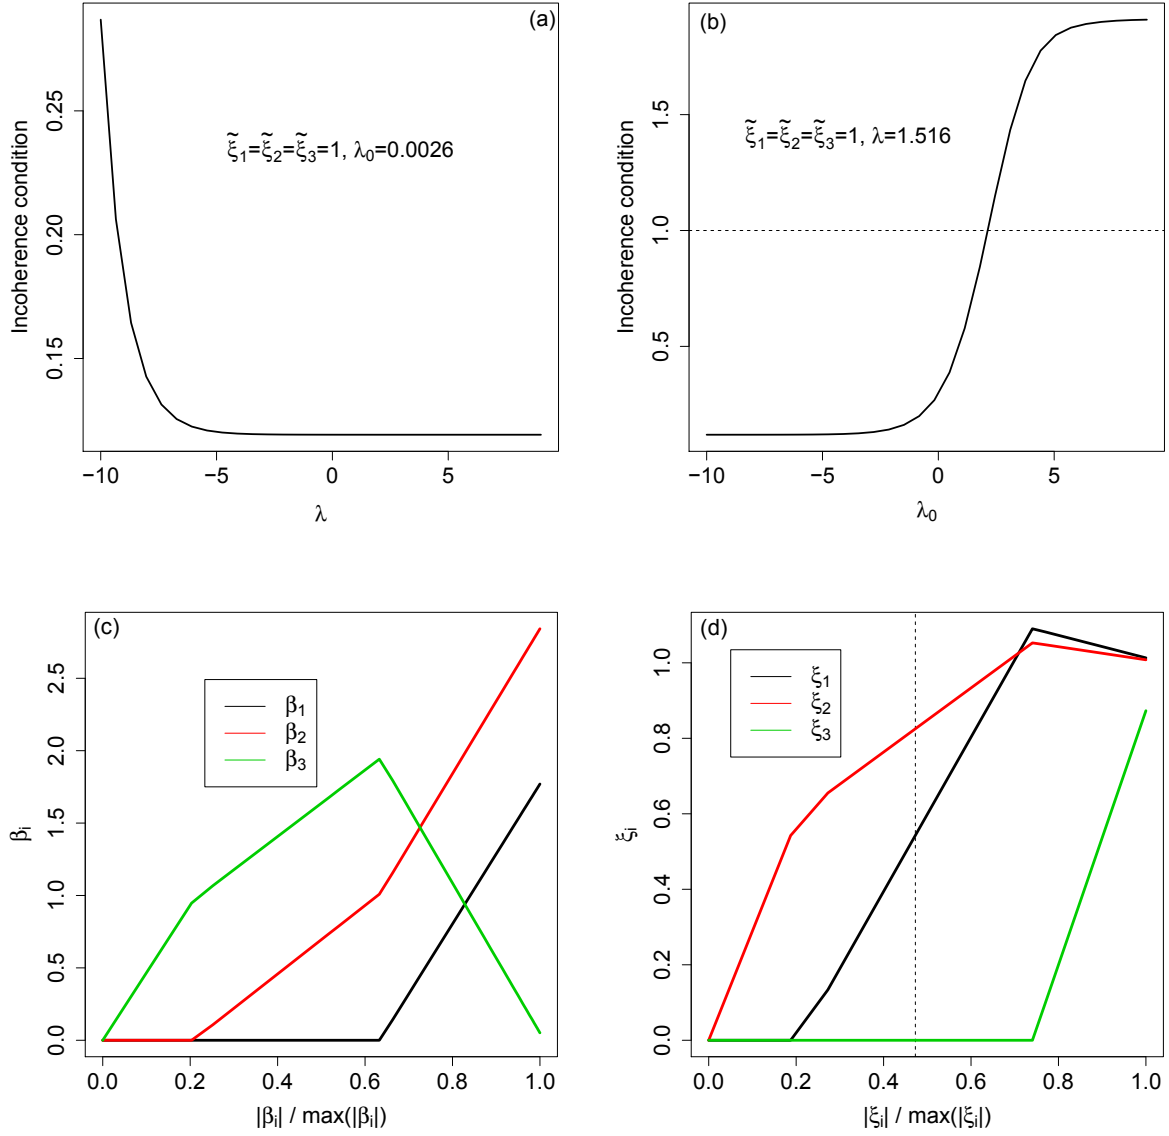 (a)
Incoherence condition
0.25
0.20
0.15
ξ̃₁=ξ̃₂=ξ̃₃=1, λ₀=0.0026
−10 −5 0 5
λ
(b)
Incoherence condition
1.5
1.0
0.5
ξ̃₁=ξ̃₂=ξ̃₃=1, λ=1.516
−10 −5 0 5
λ₀
(c)
βᵢ
2.5
2.0
1.5
1.0
0.5
0.0
β₁
β₂
β₃
0.0 0.2 0.4 0.6 0.8 1.0
|βᵢ| / max(|βᵢ|)
(d)
ξᵢ
1.0
0.8
0.6
0.4
0.2
0.0
ξ₁
ξ₂
ξ₃
0.0 0.2 0.4 0.6 0.8 1.0
|ξᵢ| / max(|ξᵢ|)